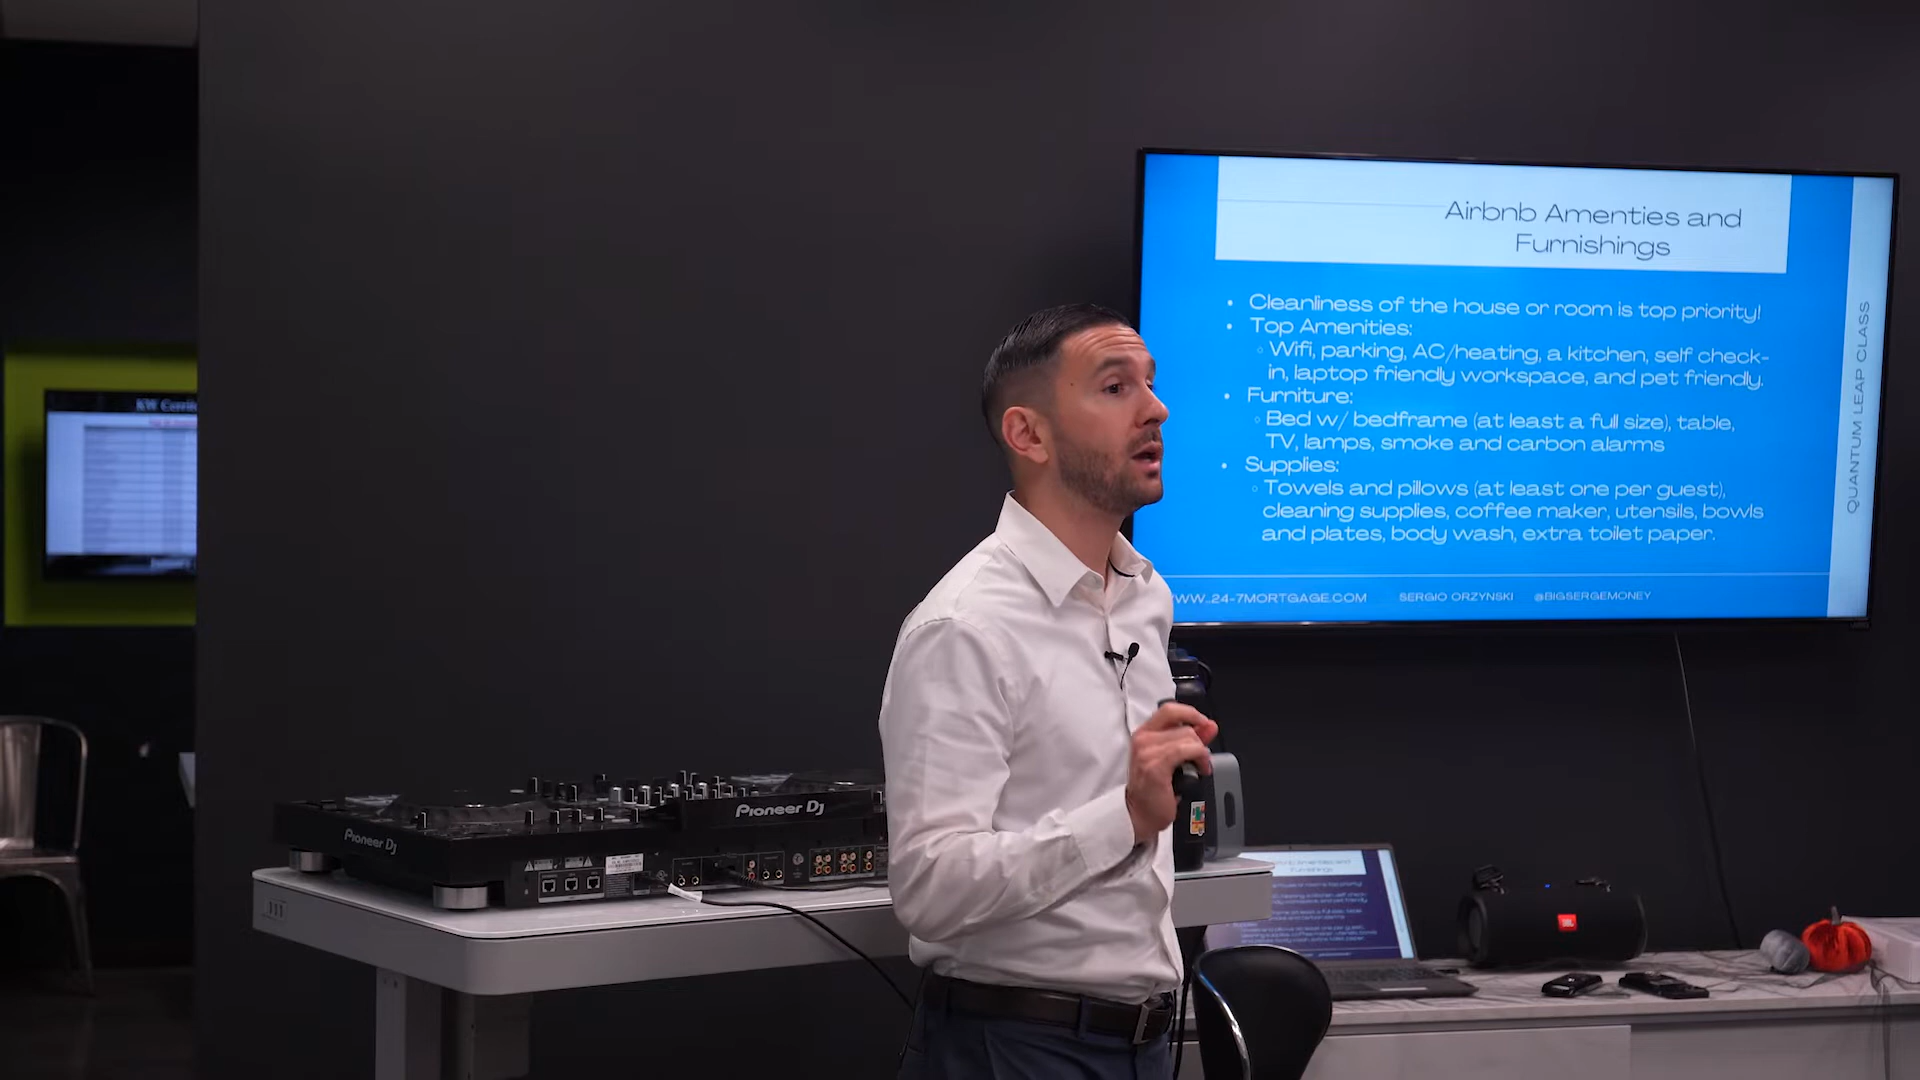 Airbnb Amenties and
Furnishings
• Cleanliness of the house or room is top priority!
• Top Amenities:
◦ Wifi, parking, AC/heating, a kitchen, self check-
in, laptop friendly workspace, and pet friendly.
• Furniture:
◦ Bed w/ bedframe (at least a full size), table,
TV, lamps, smoke and carbon alarms
• Supplies:
◦ Towels and pillows (at least one per guest),
cleaning supplies, coffee maker, utensils, bowls
and plates, body wash, extra toilet paper.
WW.24-7MORTGAGE.COM SERGIO ORZYNSKI @BIGSERGEMONEY
QUANTUM LEAP CLASS
KW
Pioneer DJ
Pioneer DJ
JBL